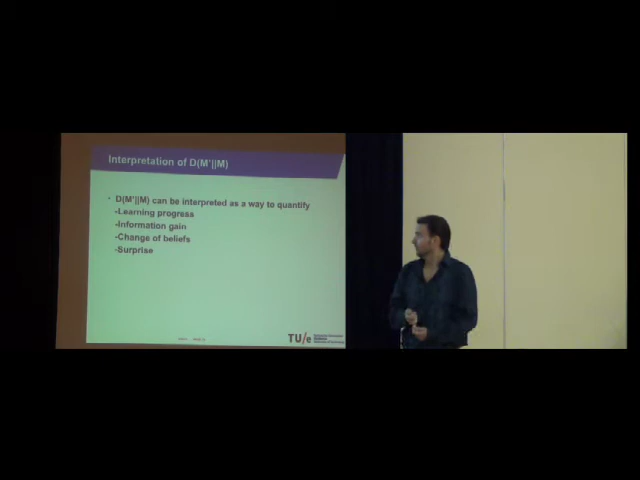 Interpretation of D(M'||M)
· D(M'||M) can be interpreted as a way to quantify
-Learning progress
-Information gain
-Change of beliefs
-Surprise
TU/e